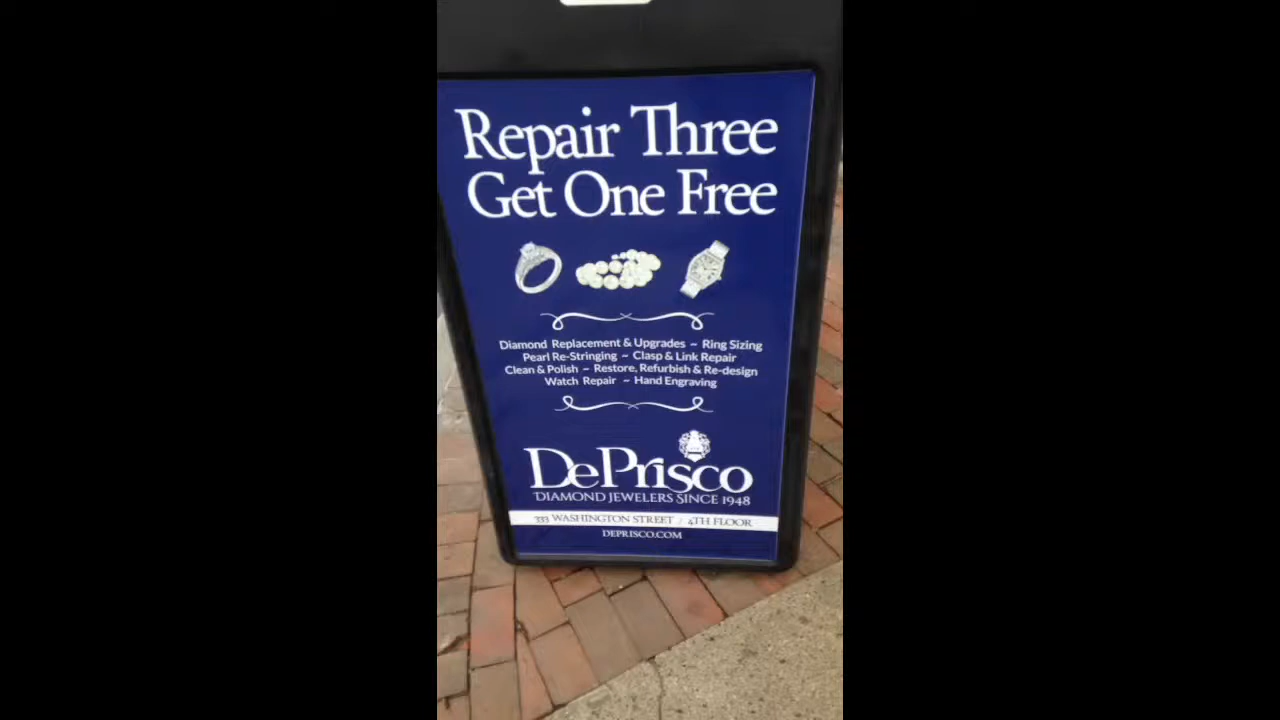 Repair Three
Get One Free
Diamond Replacement & Upgrades ~ Ring Sizing
Pearl Re-Stringing ~ Clasp & Link Repair
Clean & Polish ~ Restore, Refurbish & Re-design
Watch Repair ~ Hand Engraving
DePrisco
DIAMOND JEWELERS SINCE 1948
333 WASHINGTON STREET / 4TH FLOOR
DEPRISCO.COM